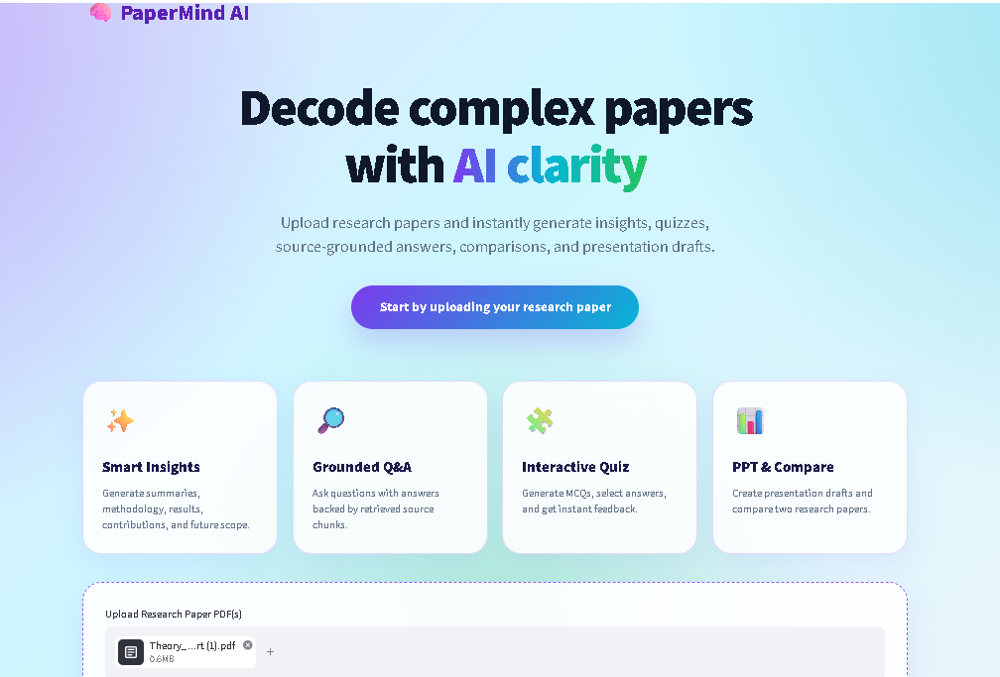 PaperMind AI
Decode complex papers
with AI clarity
Upload research papers and instantly generate insights, quizzes,
source-grounded answers, comparisons, and presentation drafts.
Start by uploading your research paper
Smart Insights
Generate summaries,
methodology, results,
contributions, and future scope.
Grounded Q&A
Ask questions with answers
backed by retrieved source
chunks.
Interactive Quiz
Generate MCQs, select answers,
and get instant feedback.
PPT & Compare
Create presentation drafts and
compare two research papers.
Upload Research Paper PDF(s)
Theory_...rt (1).pdf
0.6MB